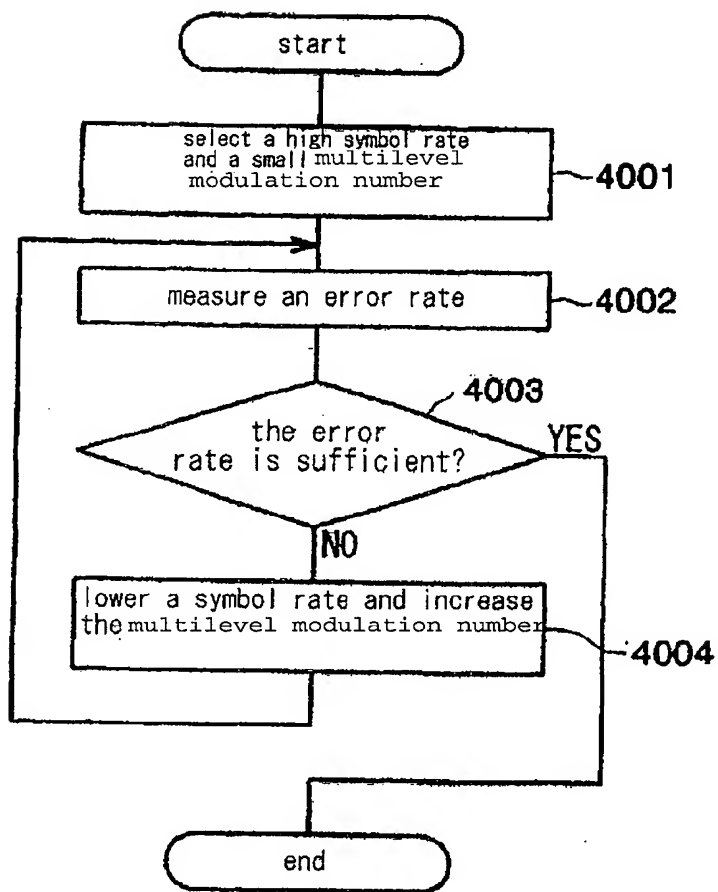 start
select a high symbol rate
and a small multilevel
modulation number
4001
measure an error rate
4002
4003
the error
rate is sufficient?
YES
NO
lower a symbol rate and increase
the multilevel modulation number
4004
end